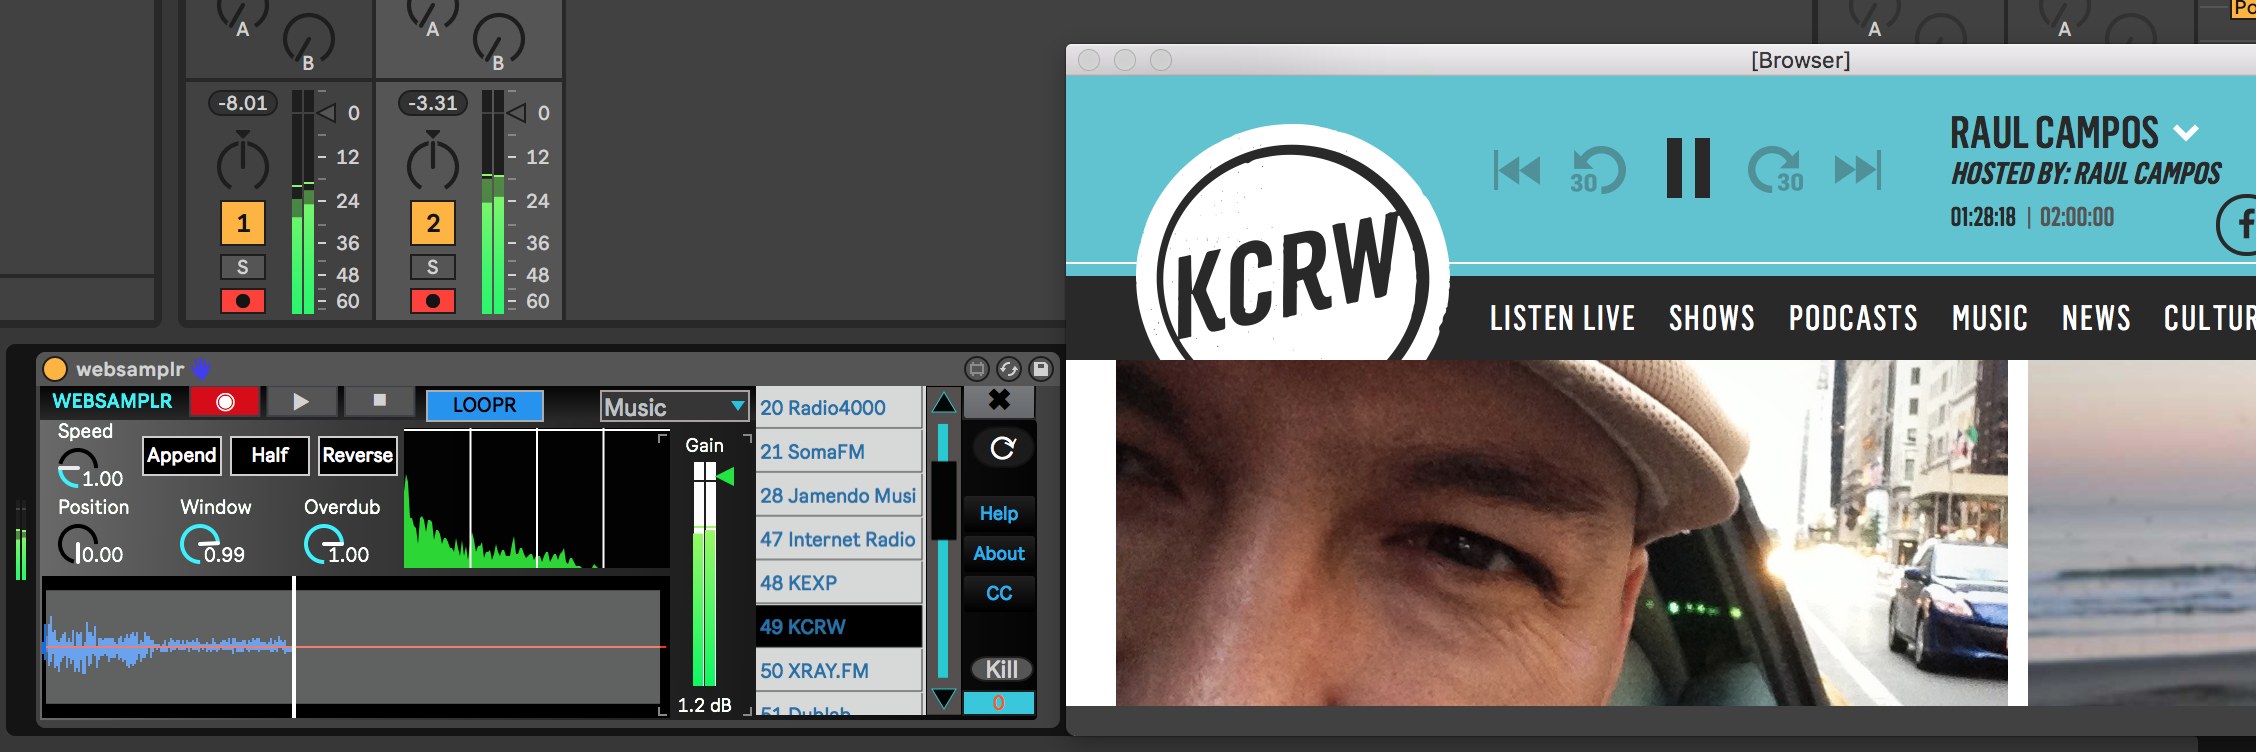 A
B
A
B
A
A
Po
-8.01
0
12
24
36
48
60
1
S
-3.31
0
12
24
36
48
60
2
S
[Browser]
KCRW
30
30
RAUL CAMPOS
HOSTED BY: RAUL CAMPOS
01:28:18 | 02:00:00
f
LISTEN LIVE SHOWS PODCASTS MUSIC NEWS CULTUR
websamplr
WEBSAMPLR
LOOPR
Music
Speed
1.00
Append Half Reverse
Position
0.00
Window
0.99
Overdub
1.00
Gain
1.2 dB
20 Radio4000
21 SomaFM
28 Jamendo Musi
47 Internet Radio
48 KEXP
49 KCRW
50 XRAY.FM
51 Dublab
Help
About
CC
Kill
0